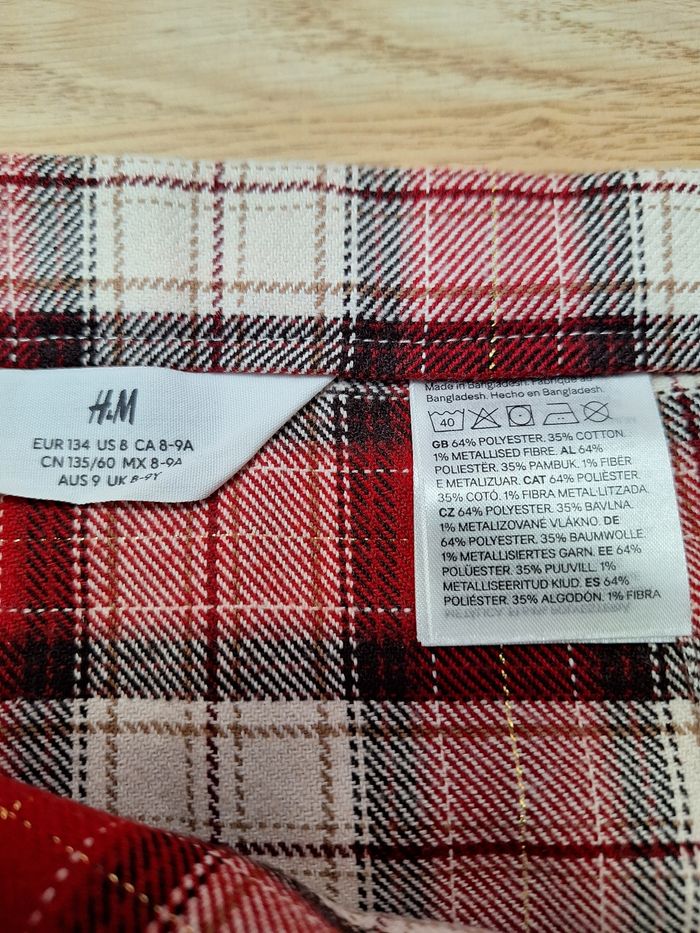 H&M
EUR 134 US 8 CA 8-9A
CN 135/60 MX 8-9A
AUS 9 UK 8-9Y
Made in Bangladesh. Fabriqué au
Bangladesh. Hecho en Bangladesh.
40
GB 64% POLYESTER. 35% COTTON.
1% METALLISED FIBRE. AL 64%
POLIESTËR. 35% PAMBUK. 1% FIBËR
E METALIZUAR. CAT 64% POLIÈSTER.
35% COTÓ. 1% FIBRA METAL·LITZADA.
CZ 64% POLYESTER. 35% BAVLNA.
1% METALIZOVANÉ VLÁKNO. DE
64% POLYESTER. 35% BAUMWOLLE.
1% METALLISIERTES GARN. EE 64%
POLÜESTER. 35% PUUVILL. 1%
METALLISEERITUD KIUD. ES 64%
POLIÉSTER. 35% ALGODÓN. 1% FIBRA